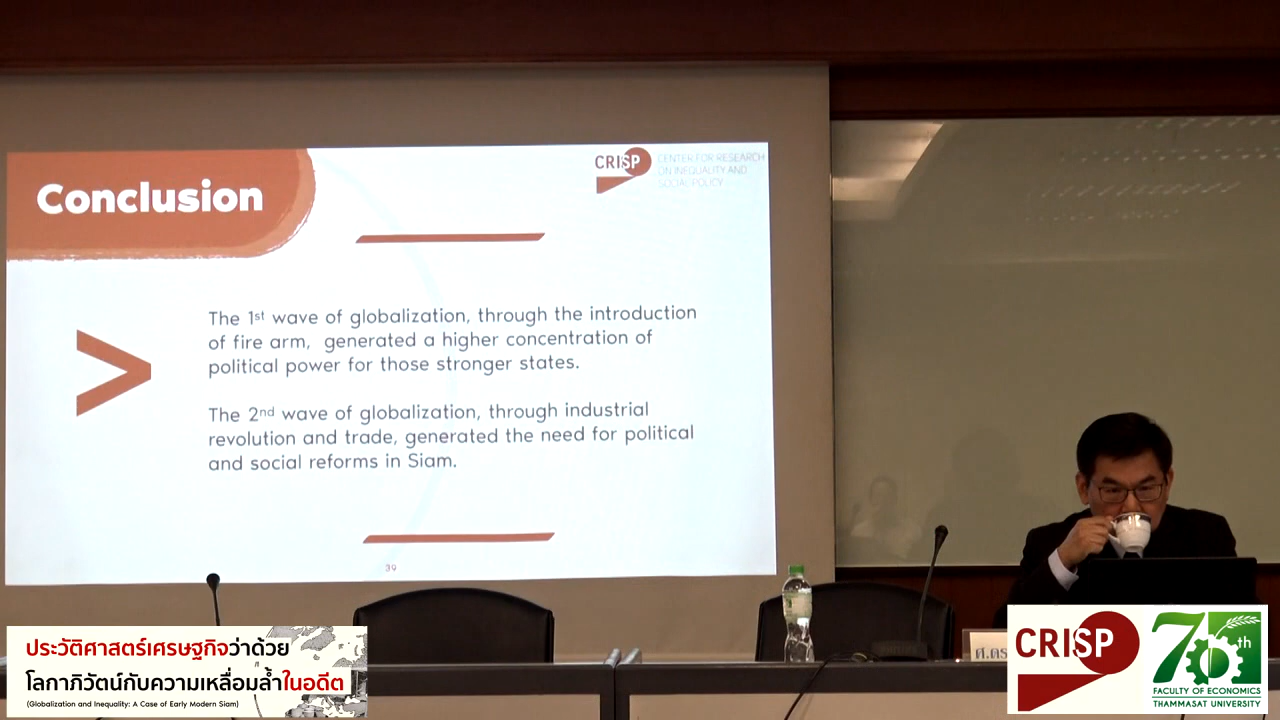 Conclusion
CRISP
CENTER FOR RESEARCH
ON INEQUALITY AND
SOCIAL POLICY
The 1st wave of globalization, through the introduction
of fire arm, generated a higher concentration of
political power for those stronger states.
The 2nd wave of globalization, through industrial
revolution and trade, generated the need for political
and social reforms in Siam.
39
ศ.ดร
ประวัติศาสตร์เศรษฐกิจว่าด้วย
โลกาภิวัตน์กับความเหลื่อมล้ำในอดีต
(Globalization and Inequality: A Case of Early Modern Siam)
CRISP
75th
FACULTY OF ECONOMICS
THAMMASAT UNIVERSITY